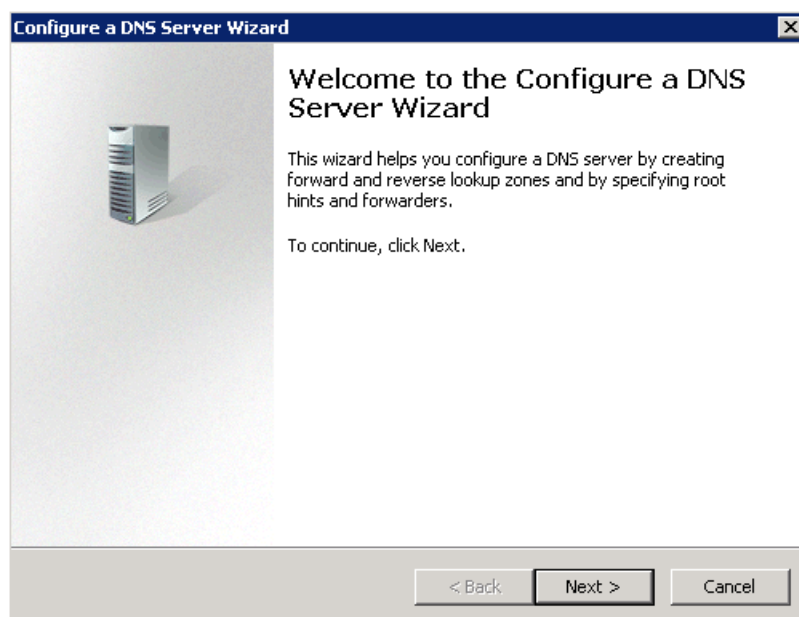 Configure a DNS Server Wizard
Welcome to the Configure a DNS
Server Wizard
This wizard helps you configure a DNS server by creating
forward and reverse lookup zones and by specifying root
hints and forwarders.
To continue, click Next.
< Back
Next >
Cancel